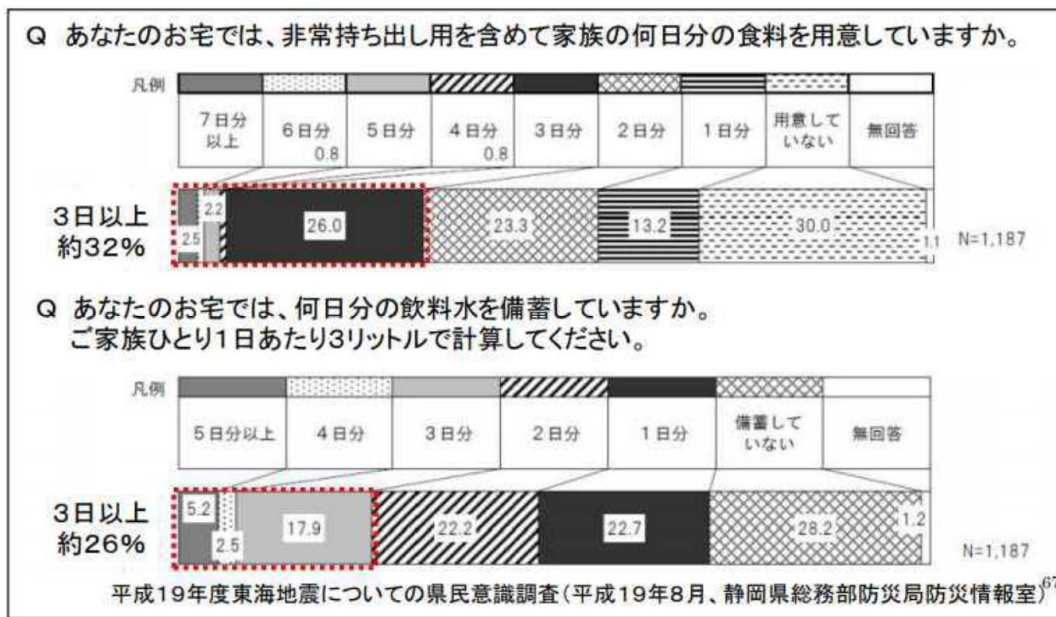 Q あなたのお宅では、非常持ち出し用を含めて家族の何日分の食料を用意していますか。
凡例
7日分以上 6日分 0.8 5日分 4日分 0.8 3日分 2日分 1日分 用意していない 無回答
3日以上
約32%
2.5 2.2 26.0 23.3 13.2 30.0 1.1 N=1,187
Q あなたのお宅では、何日分の飲料水を備蓄していますか。
ご家族ひとり1日あたり3リットルで計算してください。
凡例
5日分以上 4日分 3日分 2日分 1日分 備蓄していない 無回答
3日以上
約26%
5.2 2.5 17.9 22.2 22.7 28.2 1.2 N=1,187
平成19年度東海地震についての県民意識調査(平成19年8月、静岡県総務部防災局防災情報室) 67